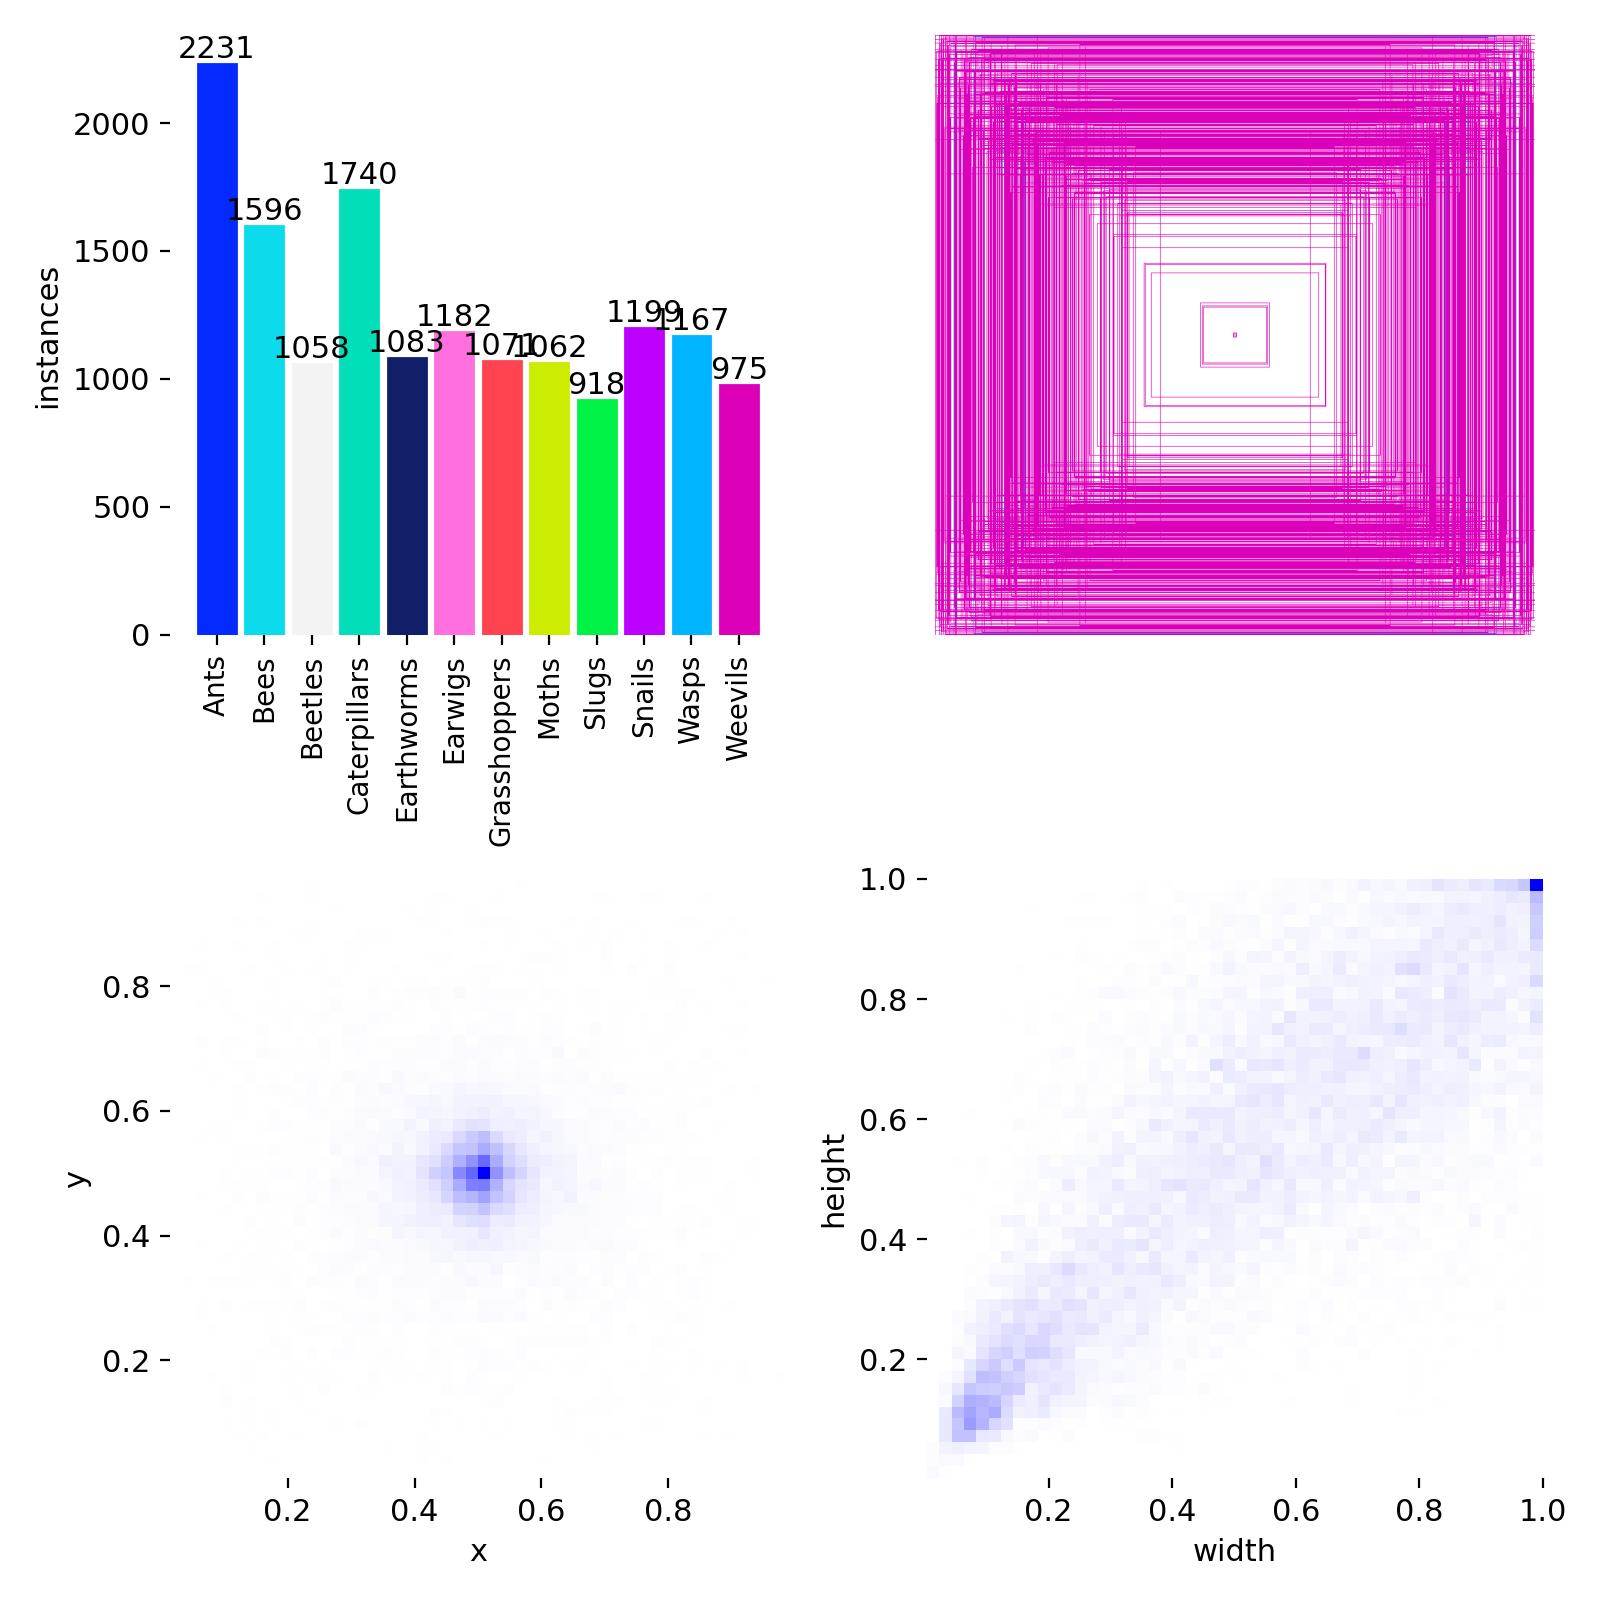 2231
1596
1058
1740
1083
1182
1071
1062
918
1199
1167
975
instances
2000
1500
1000
500
0
Ants
Bees
Beetles
Caterpillars
Earthworms
Earwigs
Grasshoppers
Moths
Slugs
Snails
Wasps
Weevils
y
0.8
0.6
0.4
0.2
0.2 0.4 0.6 0.8
x
height
1.0
0.8
0.6
0.4
0.2
0.2 0.4 0.6 0.8 1.0
width